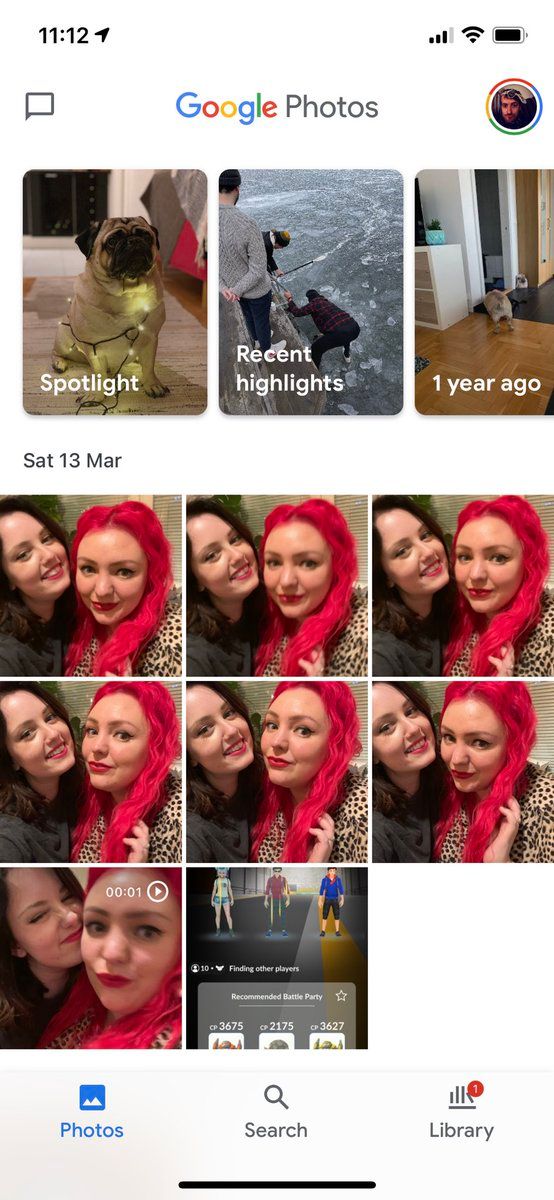 11:12
Google Photos
Spotlight
Recent
highlights
1 year ago
Sat 13 Mar
00:01
10 • Finding other players
Recommended Battle Party
CP 3675
CP 2175
CP 3627
Photos
Search
1
Library